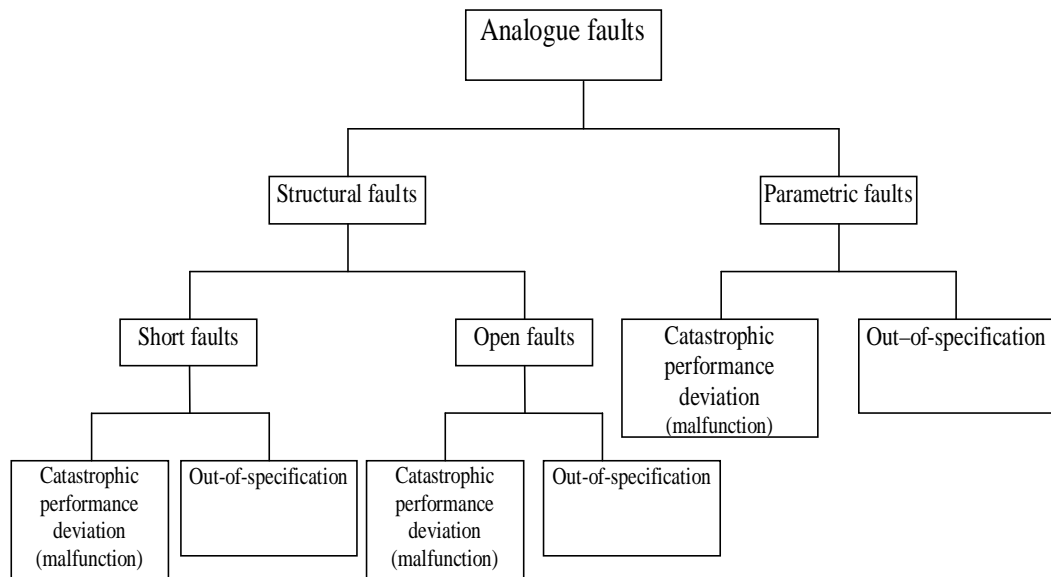 Analogue faults
Structural faults
Parametric faults
Short faults
Open faults
Catastrophic
performance
deviation
(malfunction)
Out–of-specification
Catastrophic
performance
deviation
(malfunction)
Out-of-specification
Catastrophic
performance
deviation
(malfunction)
Out-of-specification